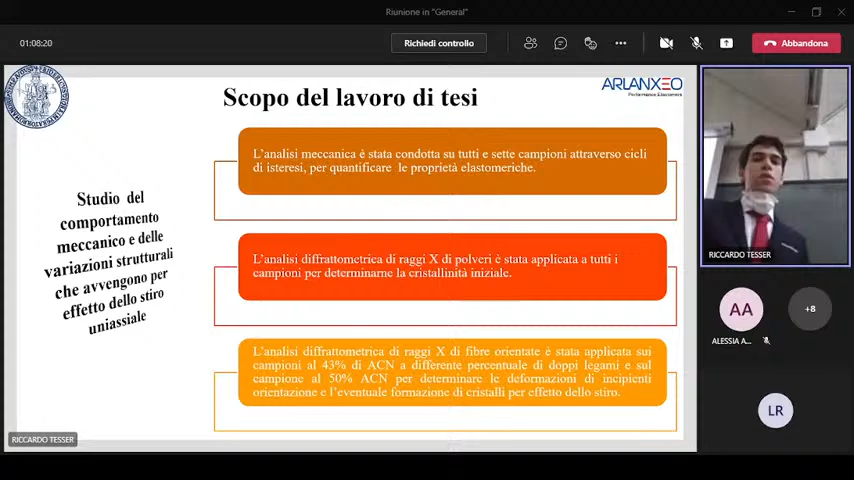 Riunione in "General"
01:08:20
Richiedi controllo
Abbandona
Scopo del lavoro di tesi
ARLANXEO
Performance Elastomers
Studio del
comportamento
meccanico e delle
variazioni strutturali
che avvengono per
effetto dello stiro
uniassiale
L'analisi meccanica è stata condotta su tutti e sette campioni attraverso cicli
di isteresi, per quantificare le proprietà elastomeriche.
L'analisi diffrattometrica di raggi X di polveri è stata applicata a tutti i
campioni per determinarne la cristallinità iniziale.
L'analisi diffrattometrica di raggi X di fibre orientate è stata applicata sui
campioni al 43% di ACN a differente percentuale di doppi legami e sul
campione al 50% ACN per determinare le deformazioni di incipienti
orientazione e l'eventuale formazione di cristalli per effetto dello stiro.
RICCARDO TESSER
RICCARDO TESSER
AA
+8
ALESSIA A...
LR